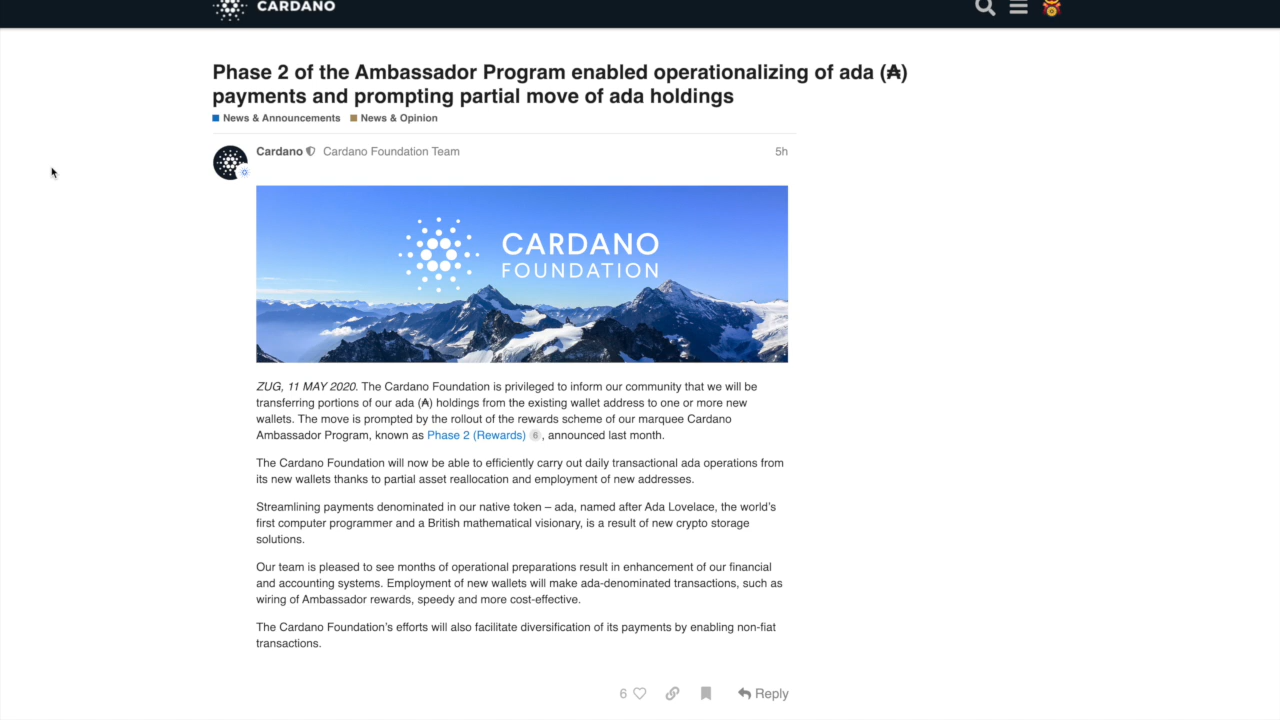 CARDANO
Phase 2 of the Ambassador Program enabled operationalizing of ada (₳)
payments and prompting partial move of ada holdings
News & Announcements News & Opinion
Cardano Cardano Foundation Team 5h
CARDANO
FOUNDATION
ZUG, 11 MAY 2020. The Cardano Foundation is privileged to inform our community that we will be
transferring portions of our ada (₳) holdings from the existing wallet address to one or more new
wallets. The move is prompted by the rollout of the rewards scheme of our marquee Cardano
Ambassador Program, known as Phase 2 (Rewards) 6, announced last month.
The Cardano Foundation will now be able to efficiently carry out daily transactional ada operations from
its new wallets thanks to partial asset reallocation and employment of new addresses.
Streamlining payments denominated in our native token – ada, named after Ada Lovelace, the world's
first computer programmer and a British mathematical visionary, is a result of new crypto storage
solutions.
Our team is pleased to see months of operational preparations result in enhancement of our financial
and accounting systems. Employment of new wallets will make ada-denominated transactions, such as
wiring of Ambassador rewards, speedy and more cost-effective.
The Cardano Foundation's efforts will also facilitate diversification of its payments by enabling non-fiat
transactions.
6 Reply